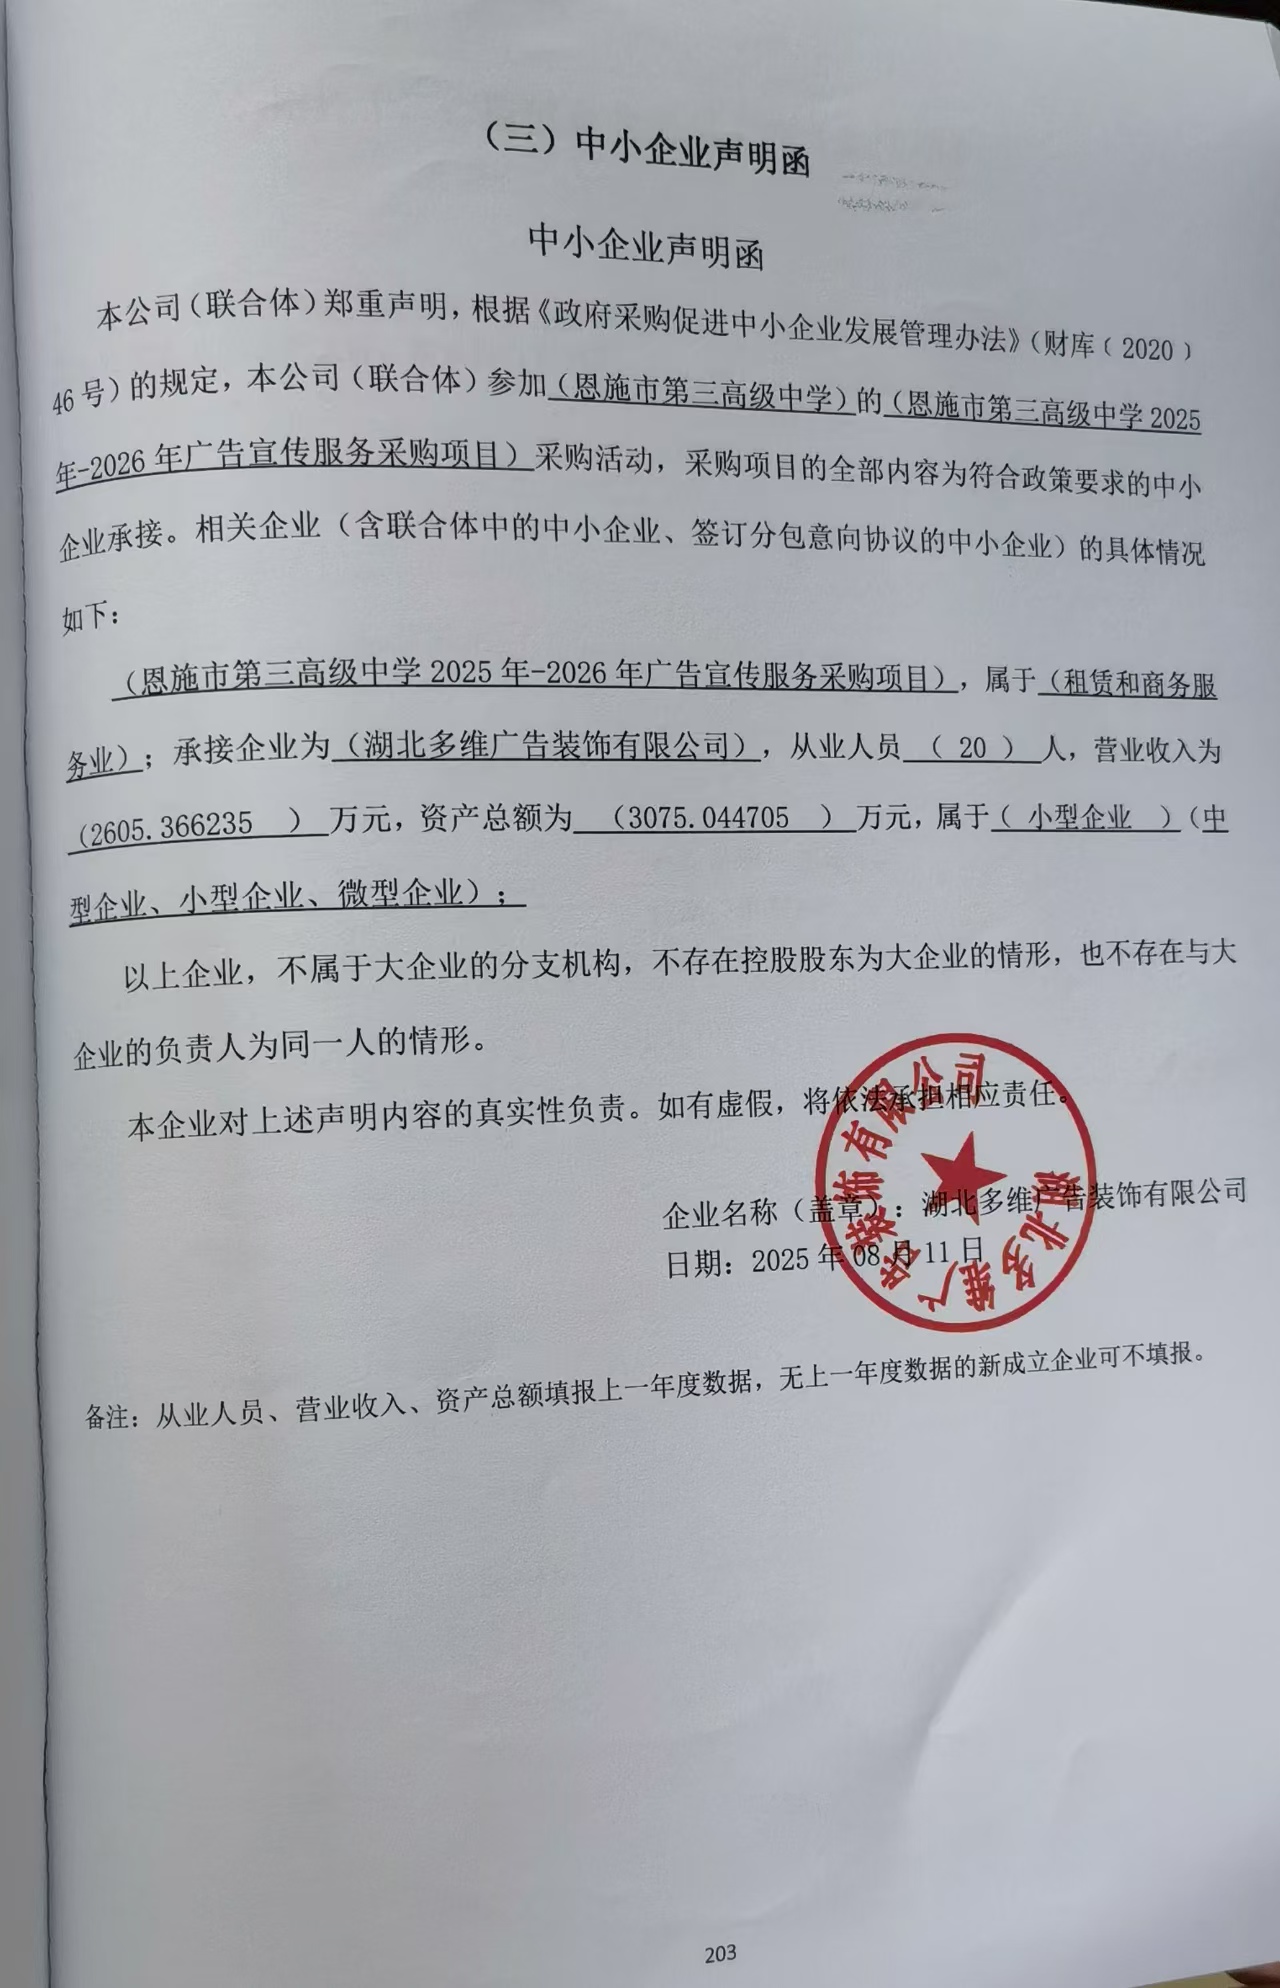 （三）中小企业声明函
中小企业声明函
本公司（联合体）郑重声明，根据《政府采购促进中小企业发展管理办法》（财库﹝2020﹞
46号）的规定，本公司（联合体）参加（恩施市第三高级中学）的（恩施市第三高级中学2025
年-2026年广告宣传服务采购项目）采购活动，采购项目的全部内容为符合政策要求的中小
企业承接。相关企业（含联合体中的中小企业、签订分包意向协议的中小企业）的具体情况
如下：
（恩施市第三高级中学2025年-2026年广告宣传服务采购项目），属于（租赁和商务服
务业）；承接企业为（湖北多维广告装饰有限公司），从业人员（ 20 ）人，营业收入为
（2605.366235 ）万元，资产总额为（3075.044705 ）万元，属于（ 小型企业 ）（中
型企业、小型企业、微型企业）；
以上企业，不属于大企业的分支机构，不存在控股股东为大企业的情形，也不存在与大
企业的负责人为同一人的情形。
本企业对上述声明内容的真实性负责。如有虚假，将依法承担相应责任。
企业名称（盖章）：湖北多维广告装饰有限公司
日期：2025年08月11日
湖北多维广告装饰有限公司
备注：从业人员、营业收入、资产总额填报上一年度数据，无上一年度数据的新成立企业可不填报。
203